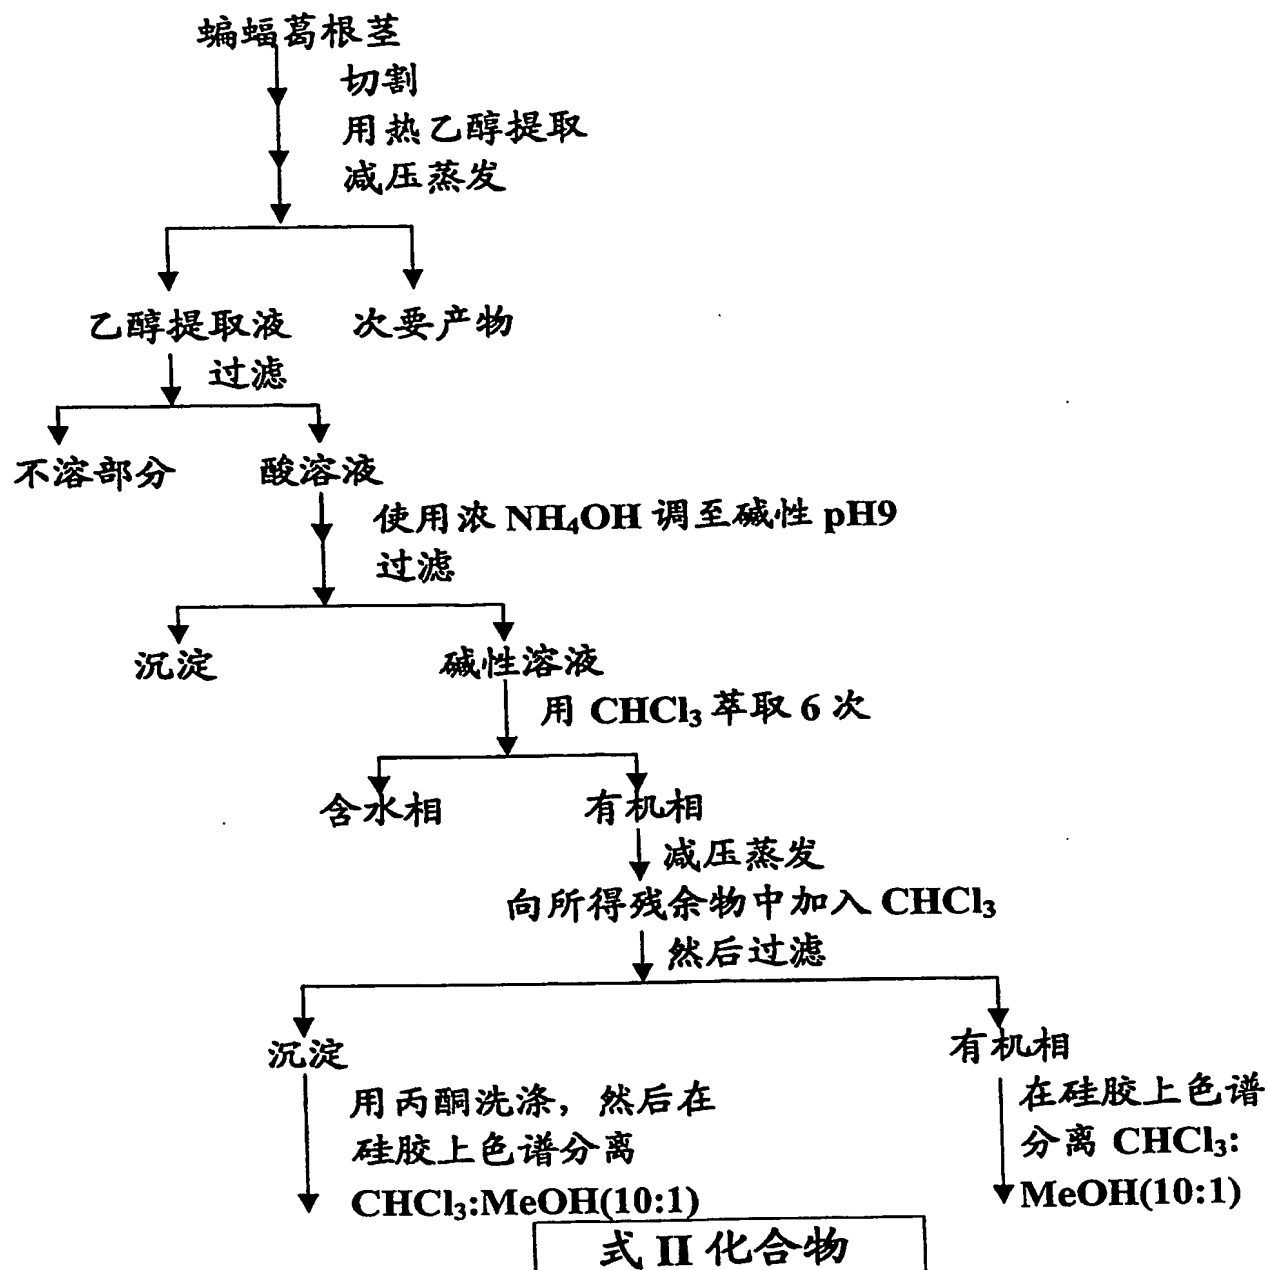 蝙蝠葛根茎
切割
用热乙醇提取
减压蒸发
乙醇提取液 次要产物
过滤
不溶部分 酸溶液
使用浓 NH₄OH 调至碱性 pH9
过滤
沉淀 碱性溶液
用 CHCl₃ 萃取 6 次
含水相 有机相
减压蒸发
向所得残余物中加入 CHCl₃
然后过滤
沉淀
用丙酮洗涤，然后在
硅胶上色谱分离
CHCl₃:MeOH(10:1)
有机相
在硅胶上色谱
分离 CHCl₃:
MeOH(10:1)
式 II 化合物